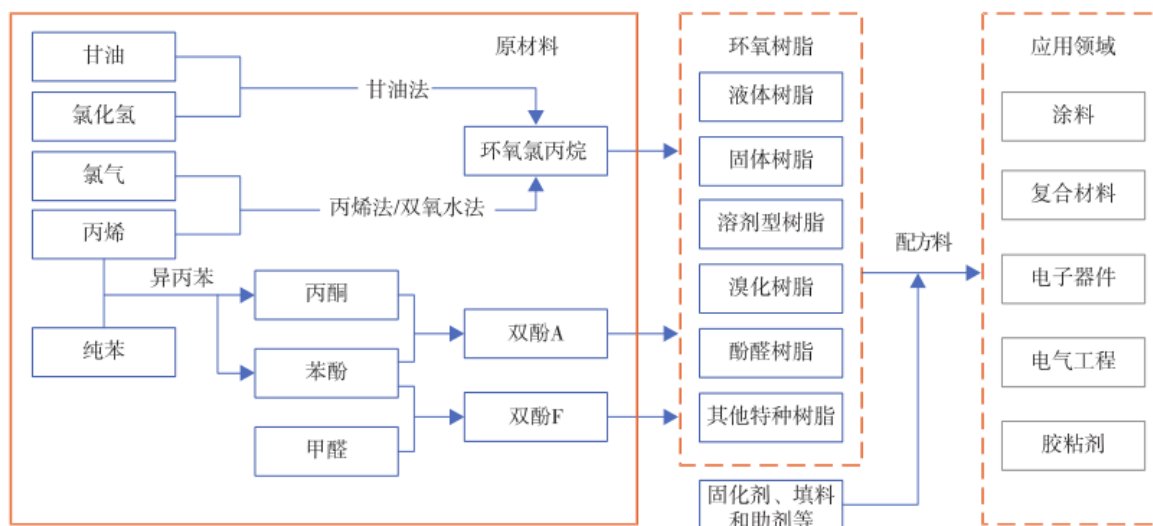 原材料
甘油
氯化氢
甘油法
氯气
丙烯
丙烯法/双氧水法
环氧氯丙烷
异丙苯
纯苯
丙酮
苯酚
甲醛
双酚A
双酚F
环氧树脂
液体树脂
固体树脂
溶剂型树脂
溴化树脂
酚醛树脂
其他特种树脂
固化剂、填料
和助剂等
配方料
应用领域
涂料
复合材料
电子器件
电气工程
胶粘剂